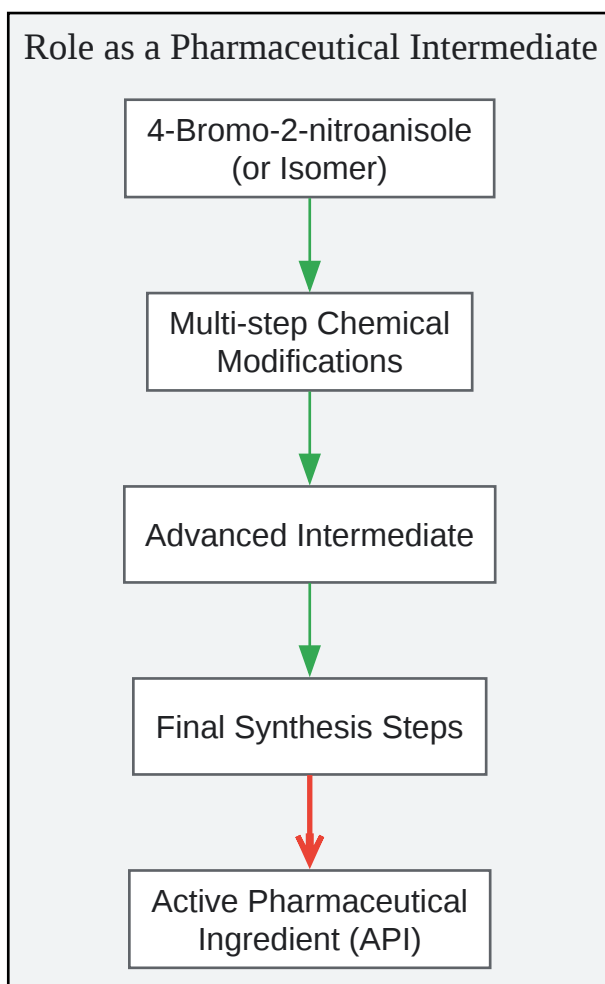 Role as a Pharmaceutical Intermediate
4-Bromo-2-nitroanisole
(or Isomer)
Multi-step Chemical
Modifications
Advanced Intermediate
Final Synthesis Steps
Active Pharmaceutical
Ingredient (API)